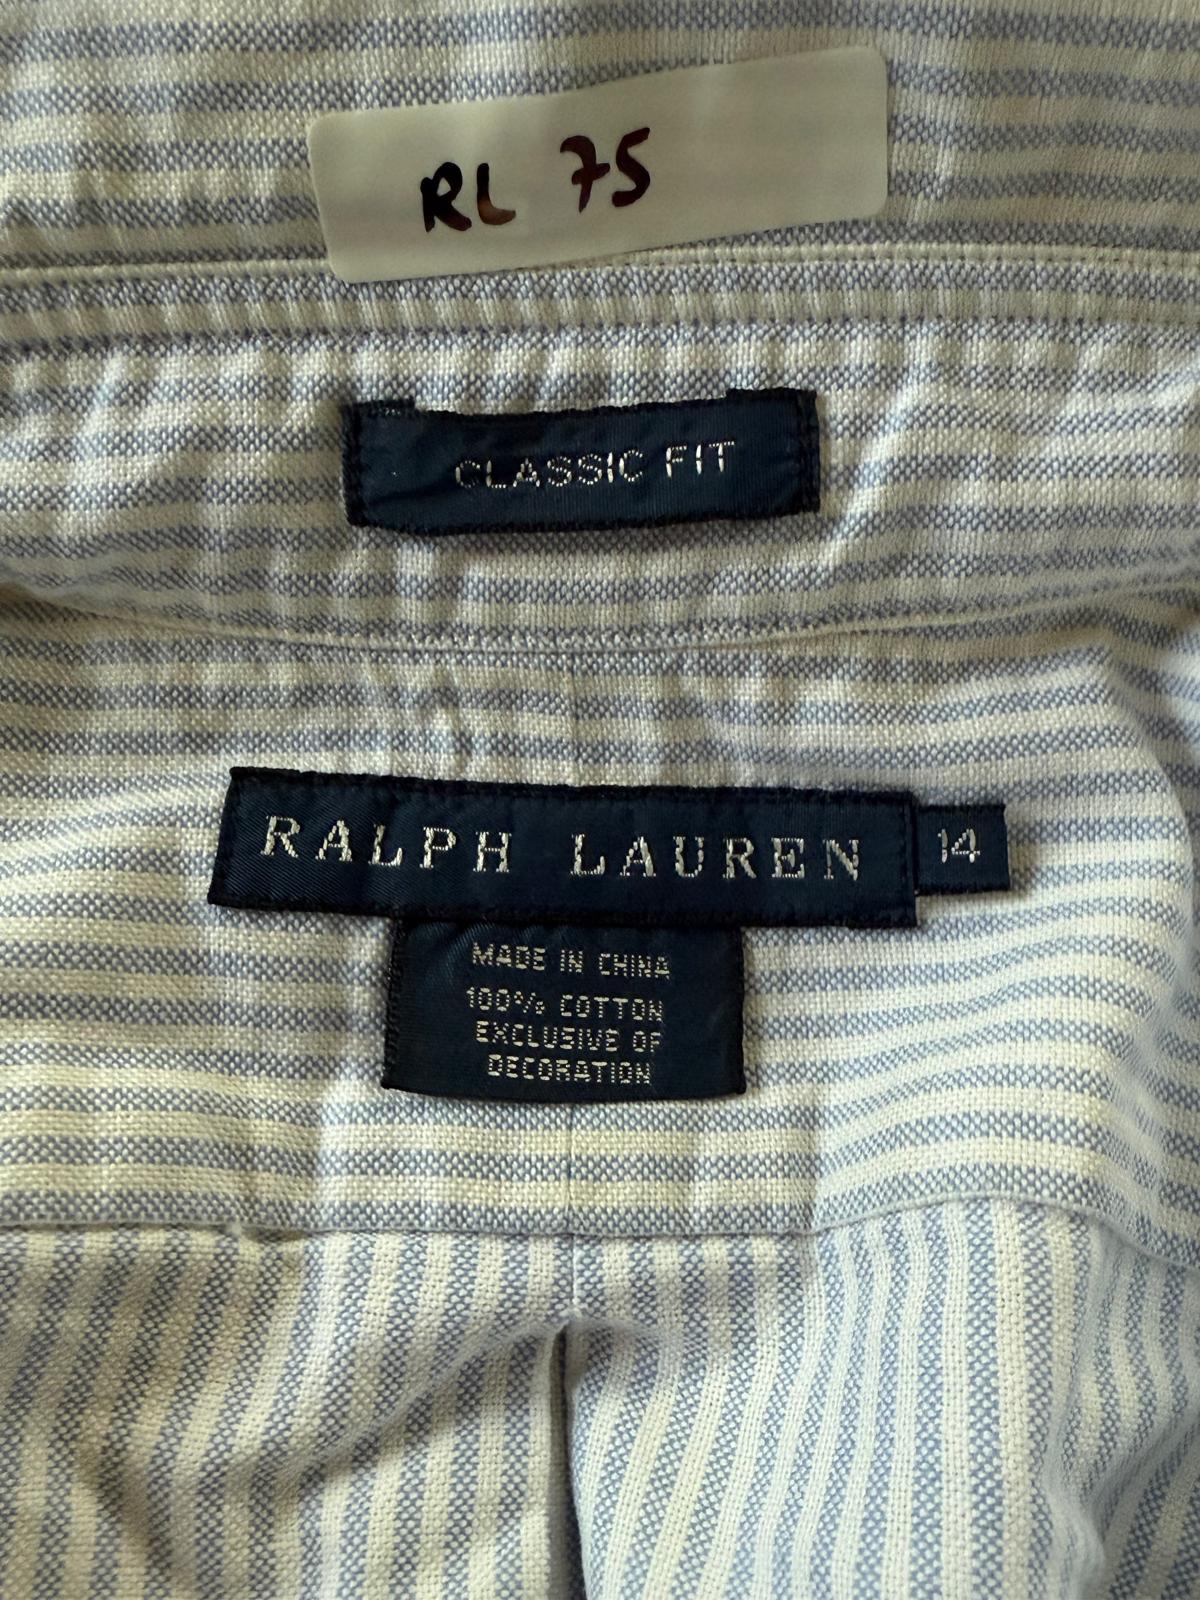 RL 75
CLASSIC FIT
RALPH LAUREN 14
MADE IN CHINA
100% COTTON
EXCLUSIVE OF
DECORATION